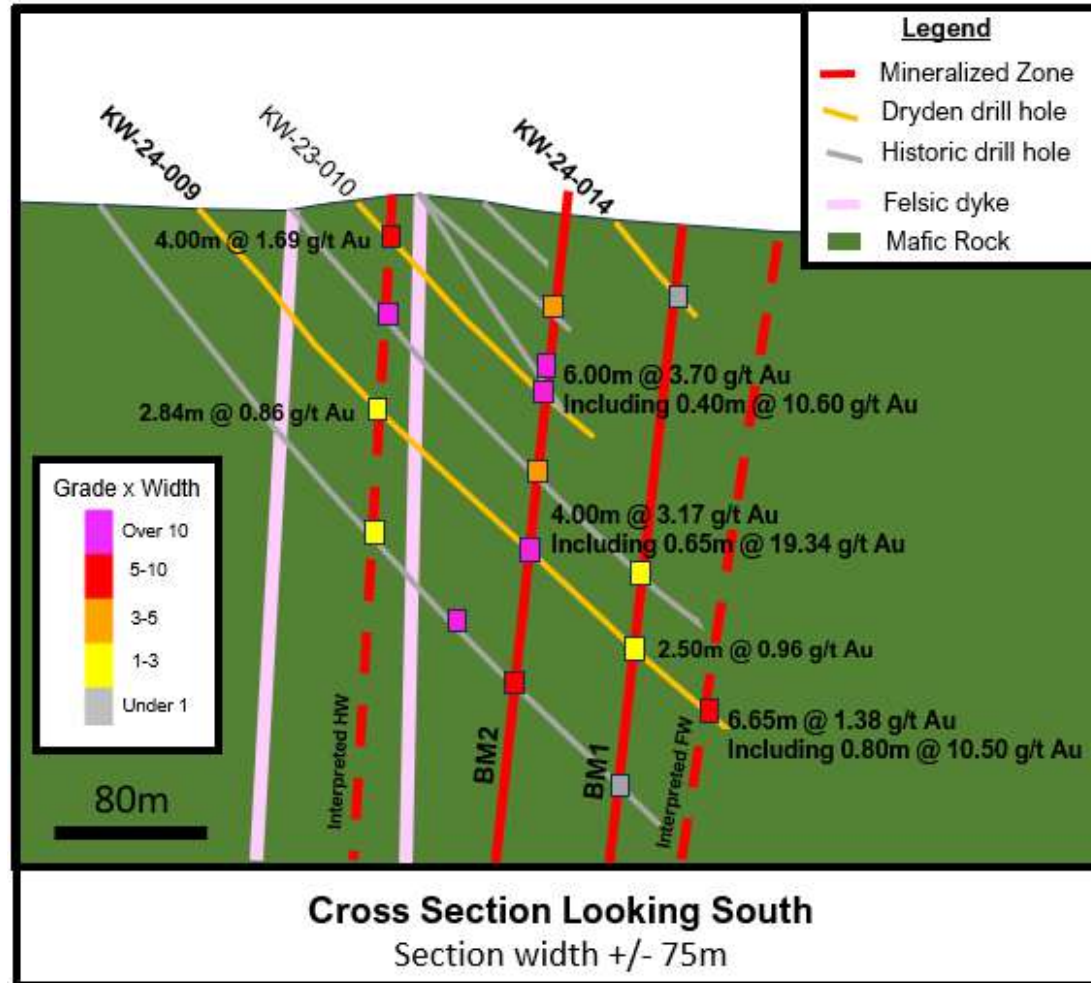 Legend
Mineralized Zone
Dryden drill hole
Historic drill hole
Felsic dyke
Mafic Rock
KW-24-009
KW-23-010
KW-24-014
4.00m @ 1.69 g/t Au
6.00m @ 3.70 g/t Au
Including 0.40m @ 10.60 g/t Au
2.84m @ 0.86 g/t Au
4.00m @ 3.17 g/t Au
Including 0.65m @ 19.34 g/t Au
2.50m @ 0.96 g/t Au
6.65m @ 1.38 g/t Au
Including 0.80m @ 10.50 g/t Au
Grade x Width
Over 10
5-10
3-5
1-3
Under 1
80m
Interpreted HW
BM2
BM1
Interpreted FW
Cross Section Looking South
Section width +/- 75m